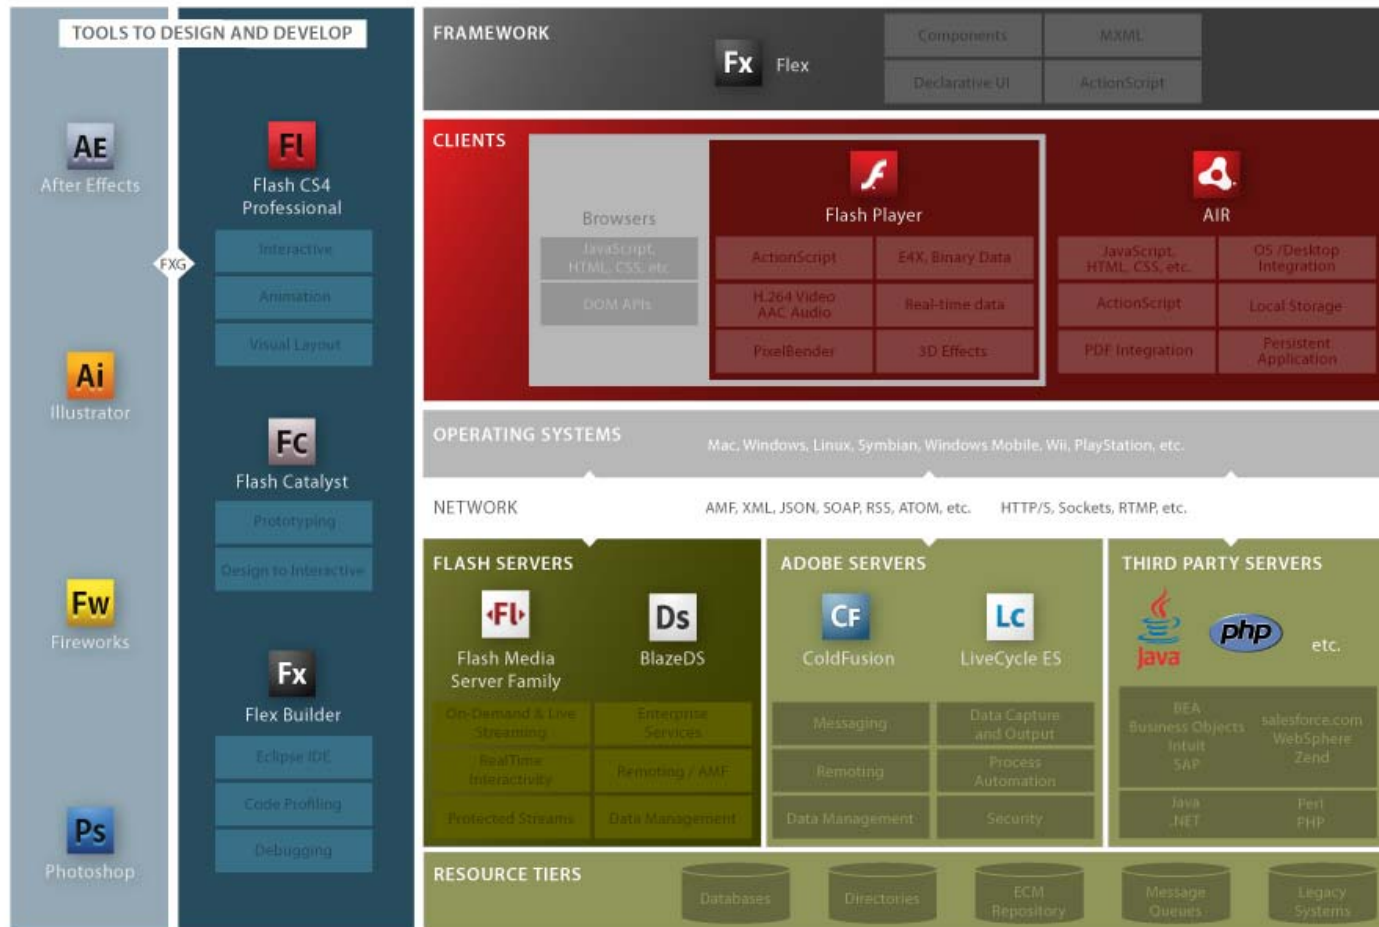 TOOLS TO DESIGN AND DEVELOP
AE
After Effects
Ai
Illustrator
Fw
Fireworks
Ps
Photoshop
FXG
Fl
Flash CS4
Professional
Interactive
Animation
Visual Layout
Fc
Flash Catalyst
Prototyping
Design to Interactive
Fx
Flex Builder
Eclipse IDE
Code Profiling
Debugging
FRAMEWORK
Fx
Flex
Components
MXML
Declarative UI
ActionScript
CLIENTS
Browsers
JavaScript,
HTML, CSS, etc.
DOM APIs
Flash Player
ActionScript
E4X, Binary Data
H.264 Video
AAC Audio
Real-time data
PixelBender
3D Effects
AIR
JavaScript,
HTML, CSS, etc.
OS /Desktop
Integration
ActionScript
Local Storage
PDF Integration
Persistent
Application
OPERATING SYSTEMS
Mac, Windows, Linux, Symbian, Windows Mobile, Wii, PlayStation, etc.
NETWORK
AMF, XML, JSON, SOAP, RSS, ATOM, etc.
HTTP/S, Sockets, RTMP, etc.
FLASH SERVERS
Fl
Flash Media
Server Family
On-Demand & Live
Streaming
RealTime
Interactivity
Protected Streams
Ds
BlazeDS
Enterprise
Services
Remoting / AMF
Data Management
ADOBE SERVERS
CF
ColdFusion
Messaging
Remoting
Data Management
Lc
LiveCycle ES
Data Capture
and Output
Process
Automation
Security
THIRD PARTY SERVERS
Java
php
etc.
BEA
Business Objects
Intuit
SAP
salesforce.com
WebSphere
Zend
Java
.NET
Perl
PHP
RESOURCE TIERS
Databases
Directories
ECM
Repository
Message
Queues
Legacy
Systems